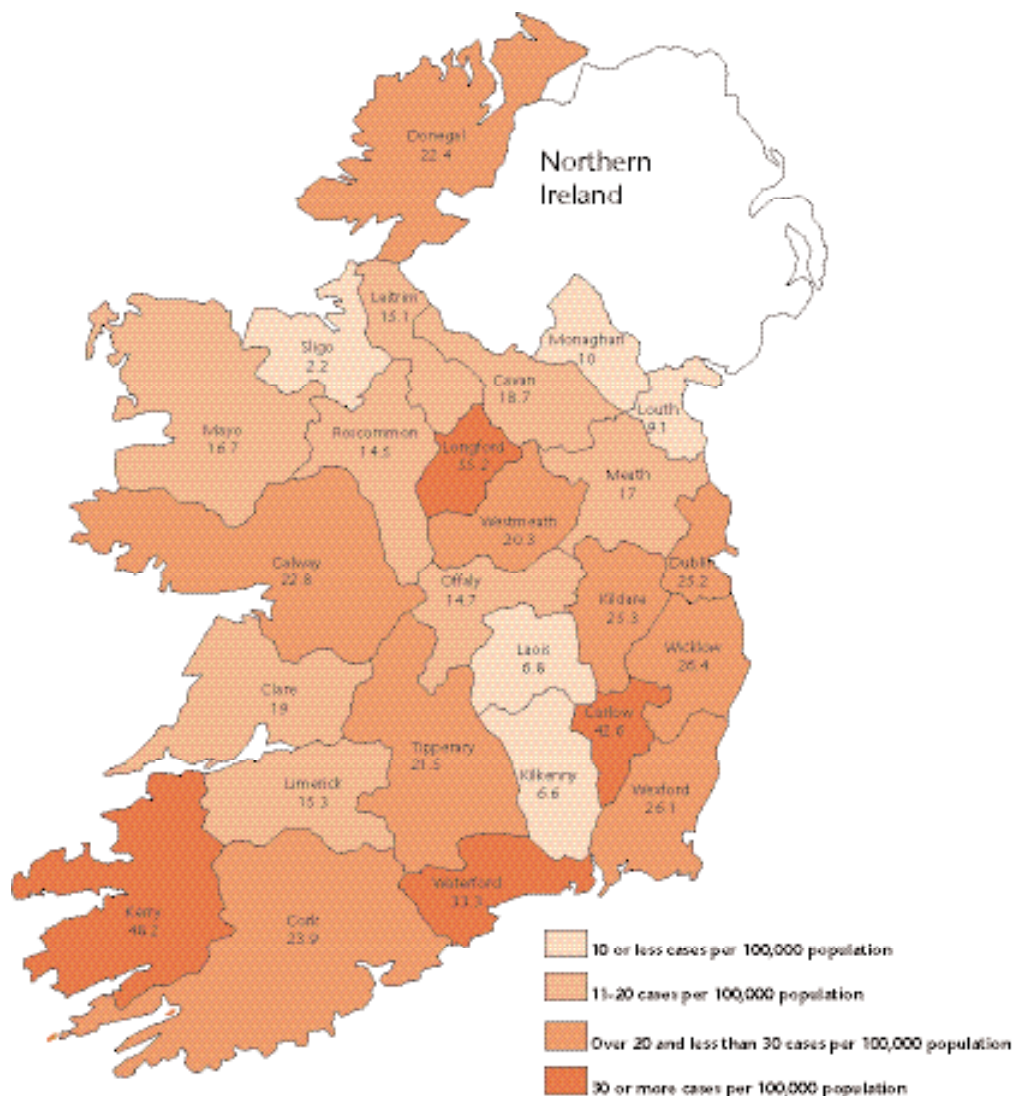 Donegal
22.4
Northern
Ireland
Leitrim
15.1
Sligo
2.2
Monaghan
10
Cavan
18.7
Louth
9.1
Mayo
16.7
Roscommon
14.5
Longford
Meath
17
Westmeath
20.3
Galway
22.8
Offaly
14.7
Dublin
25.2
Kildare
25.3
Laois
6.8
Wicklow
26.4
Clare
19
Carlow
Tipperary
21.5
Limerick
15.3
Kilkenny
6.6
Wexford
26.1
Waterford
33.3
Kerry
48.2
Cork
23.9
10 or less cases per 100,000 population
11-20 cases per 100,000 population
Over 20 and less than 30 cases per 100,000 population
30 or more cases per 100,000 population